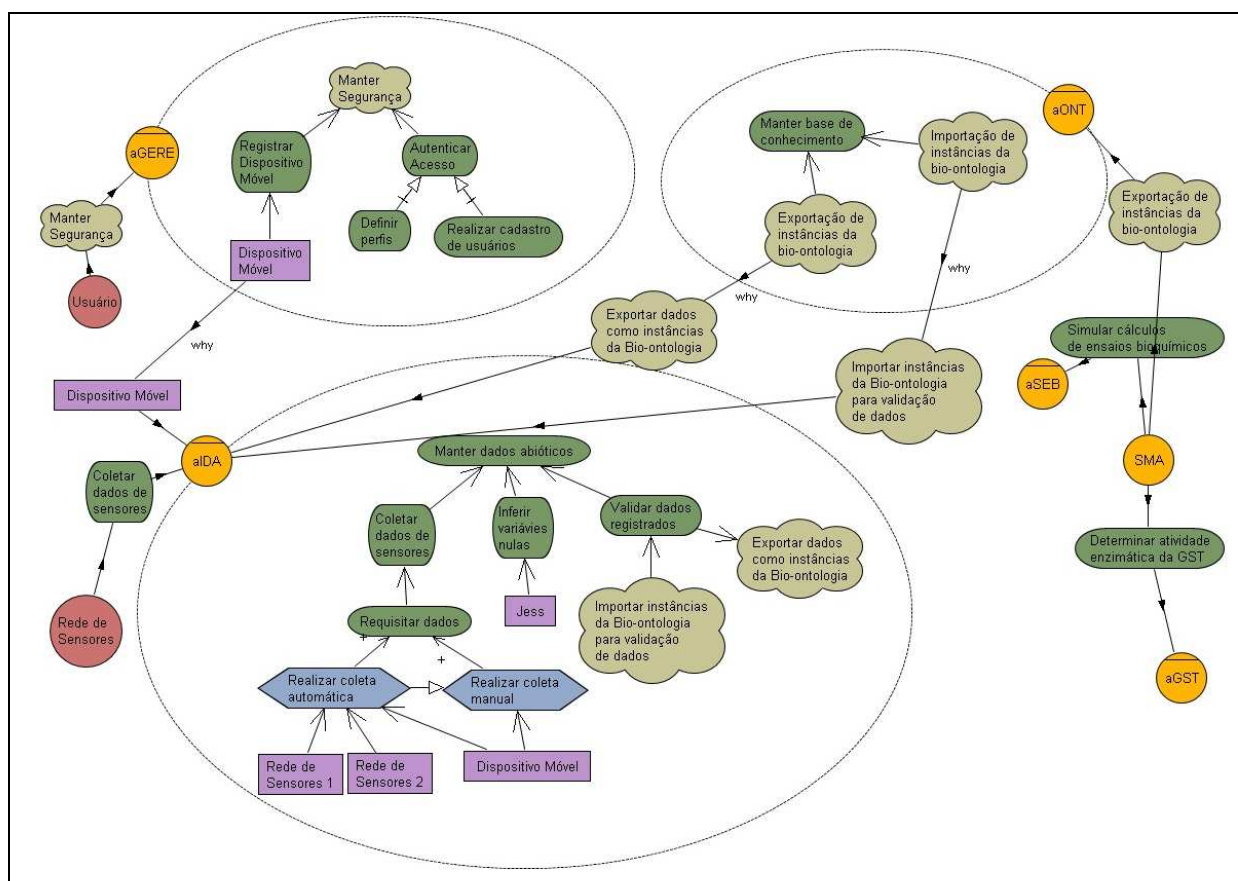 Manter
Segurança
aGERE
Registrar
Dispositivo
Móvel
Autenticar
Acesso
Manter
Segurança
Definir
perfis
Realizar cadastro
de usuários
Dispositivo
Móvel
Usuário
why
Dispositivo Móvel
aONT
Manter base de
conhecimento
Importação de
instâncias da
bio-ontologia
Exportação de
instâncias da
bio-ontologia
Exportação de
instâncias da
bio-ontologia
why
why
Exportar dados
como instâncias
da Bio-ontologia
Importar instâncias
da Bio-ontologia
para validação
de dados
Simular cálculos
de ensaios bioquímicos
aSEB
SMA
Determinar atividade
enzimática da GST
aGST
aIDA
Coletar
dados de
sensores
Rede de
Sensores
Manter dados abióticos
Coletar
dados de
sensores
Inferir
variávies
nulas
Validar dados
registrados
Exportar dados
como instâncias
da Bio-ontologia
Jess
Importar instâncias
da Bio-ontologia
para validação
de dados
Requisitar dados
+
+
Realizar coleta
automática
Realizar coleta
manual
Rede de
Sensores 1
Rede de
Sensores 2
Dispositivo Móvel